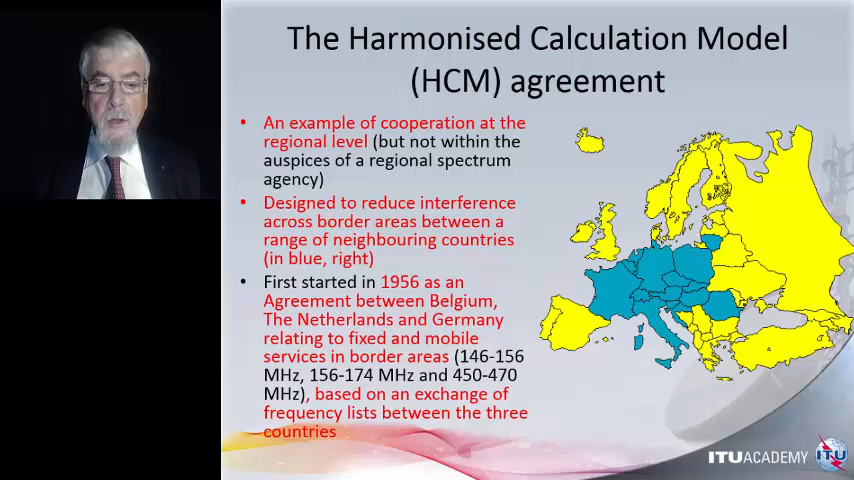 The Harmonised Calculation Model
(HCM) agreement
• An example of cooperation at the
regional level (but not within the
auspices of a regional spectrum
agency)
• Designed to reduce interference
across border areas between a
range of neighbouring countries
(in blue, right)
• First started in 1956 as an
Agreement between Belgium,
The Netherlands and Germany
relating to fixed and mobile
services in border areas (146-156
MHz, 156-174 MHz and 450-470
MHz), based on an exchange of
frequency lists between the three
countries
ITUACADEMY
ITU